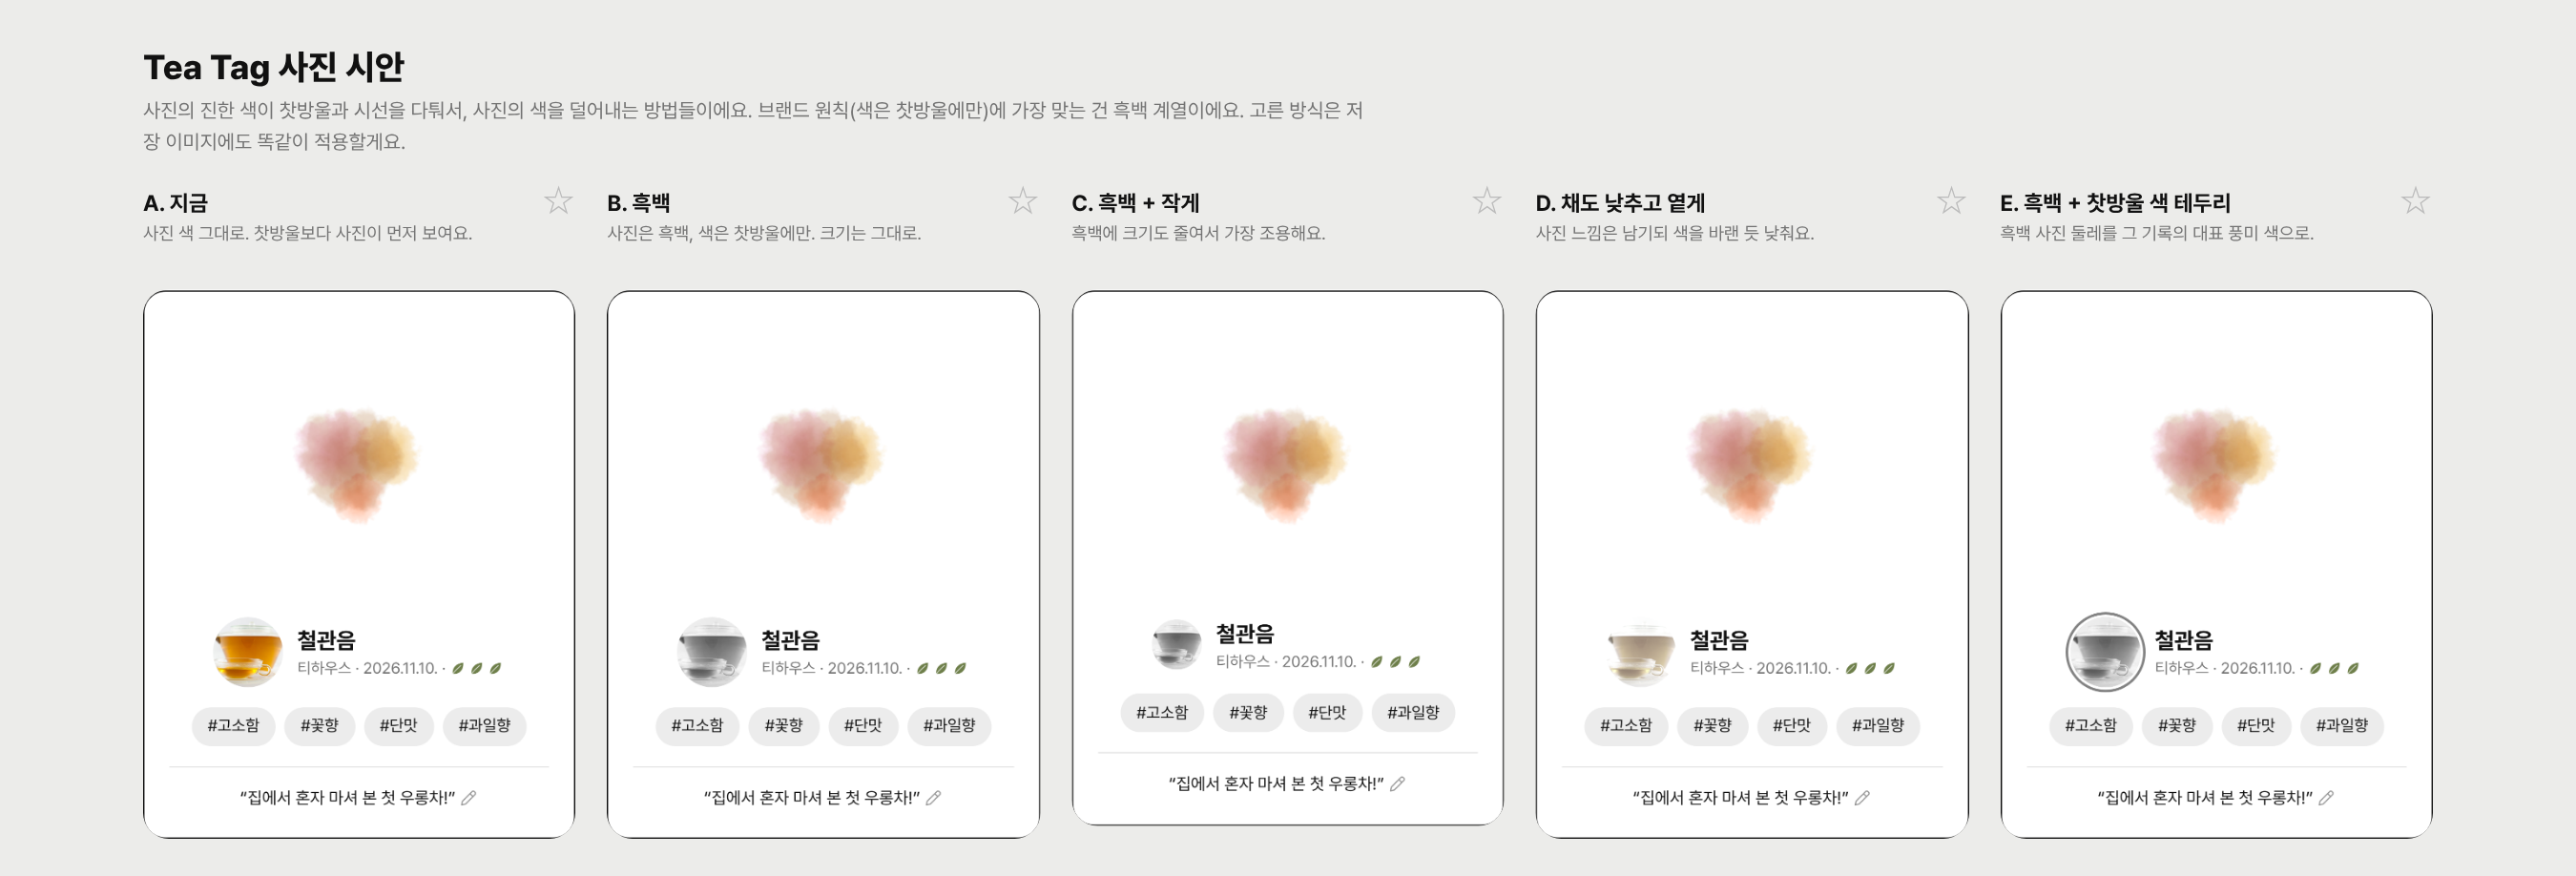 Tea Tag 사진 시안
사진의 진한 색이 찻방울과 시선을 다퉈서, 사진의 색을 덜어내는 방법들이에요. 브랜드 원칙(색은 찻방울에만)에 가장 맞는 건 흑백 계열이에요. 고른 방식은 저
장 이미지에도 똑같이 적용할게요.
A. 지금
사진 색 그대로. 찻방울보다 사진이 먼저 보여요.
철관음
티하우스 · 2026.11.10. ·
#고소함 #꽃향 #단맛 #과일향
“집에서 혼자 마셔 본 첫 우롱차!”
B. 흑백
사진은 흑백, 색은 찻방울에만. 크기는 그대로.
철관음
티하우스 · 2026.11.10. ·
#고소함 #꽃향 #단맛 #과일향
“집에서 혼자 마셔 본 첫 우롱차!”
C. 흑백 + 작게
흑백에 크기도 줄여서 가장 조용해요.
철관음
티하우스 · 2026.11.10. ·
#고소함 #꽃향 #단맛 #과일향
“집에서 혼자 마셔 본 첫 우롱차!”
D. 채도 낮추고 옅게
사진 느낌은 남기되 색을 바랜 듯 낮춰요.
철관음
티하우스 · 2026.11.10. ·
#고소함 #꽃향 #단맛 #과일향
“집에서 혼자 마셔 본 첫 우롱차!”
E. 흑백 + 찻방울 색 테두리
흑백 사진 둘레를 그 기록의 대표 풍미 색으로.
철관음
티하우스 · 2026.11.10. ·
#고소함 #꽃향 #단맛 #과일향
“집에서 혼자 마셔 본 첫 우롱차!”